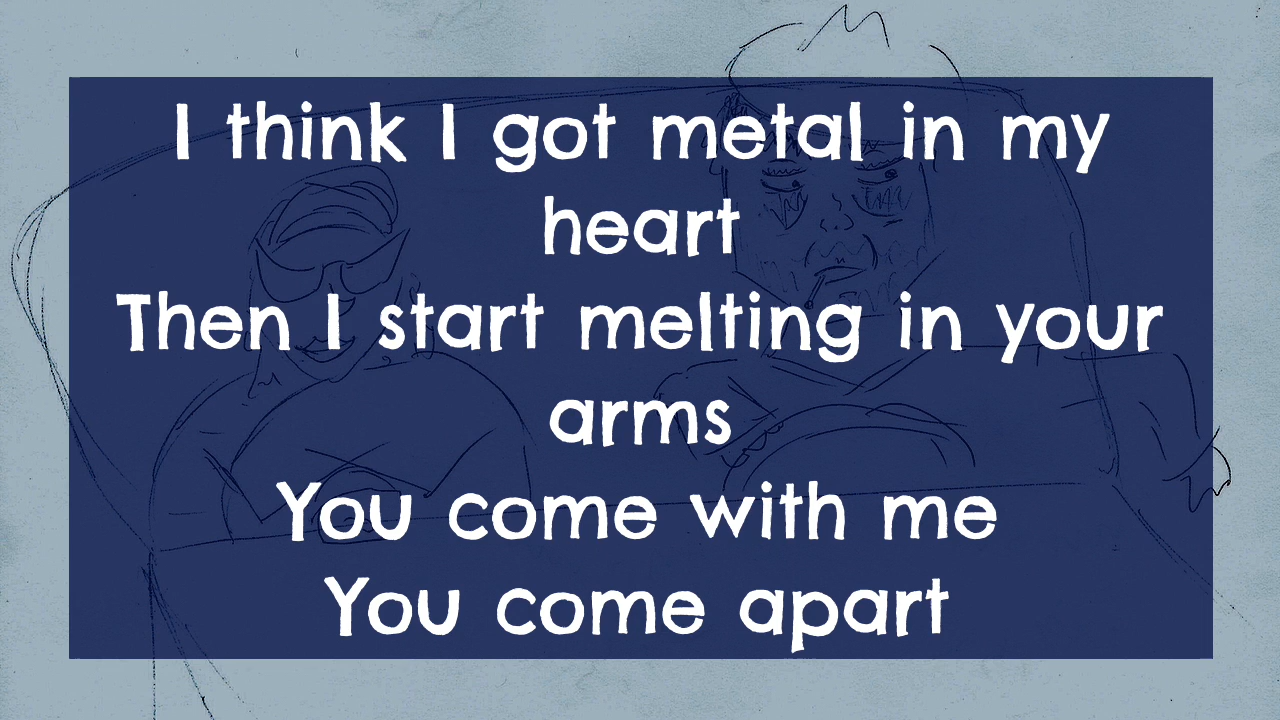 I think I got metal in my
heart
Then I start melting in your
arms
You come with me
You come apart